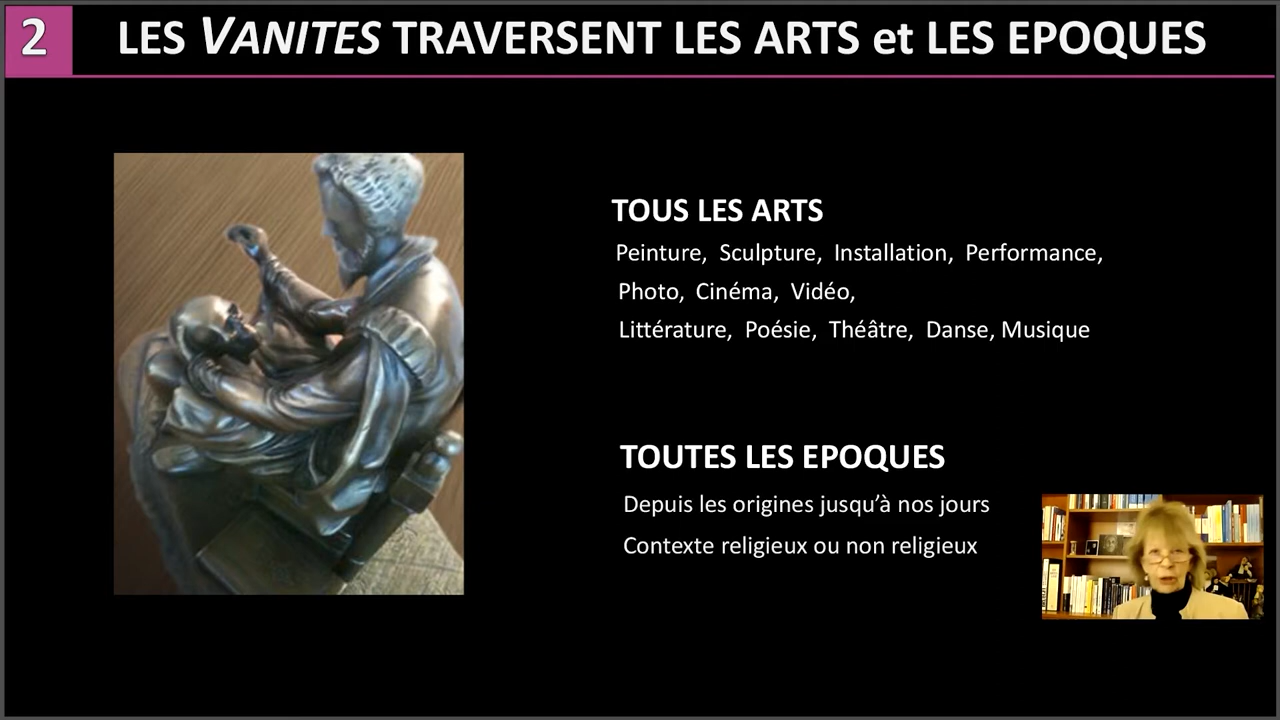 2
LES VANITES TRAVERSENT LES ARTS et LES EPOQUES
TOUS LES ARTS
Peinture, Sculpture, Installation, Performance,
Photo, Cinéma, Vidéo,
Littérature, Poésie, Théâtre, Danse, Musique
TOUTES LES EPOQUES
Depuis les origines jusqu’à nos jours
Contexte religieux ou non religieux